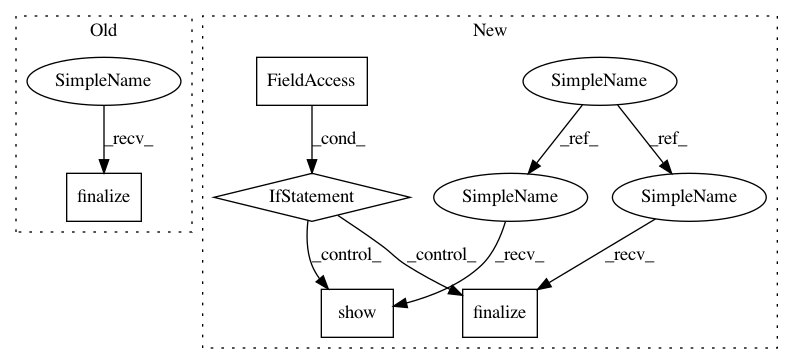 Old
New
SimpleName
FieldAccess
SimpleName
_recv_
_cond_
_ref_
_ref_
finalize
IfStatement
SimpleName
SimpleName
_control_
_control_
_recv_
_recv_
show
finalize